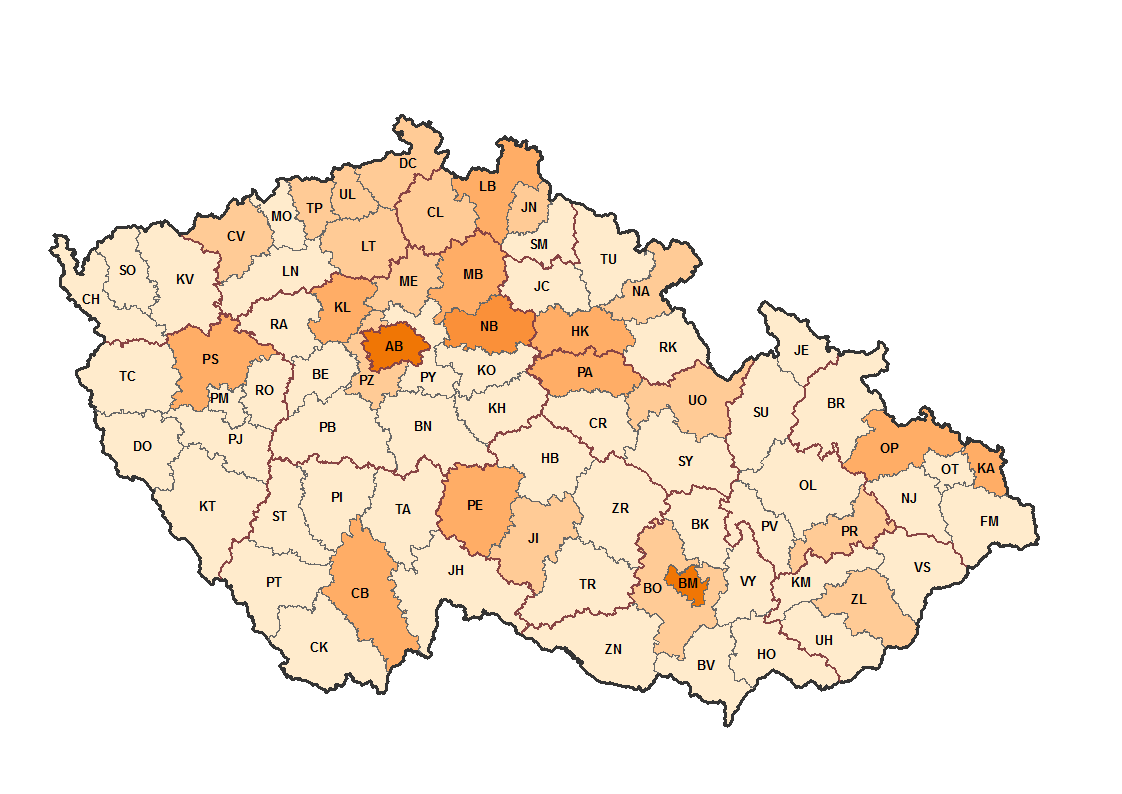 DC
LB
UL
JN
TP
CL
MO
CV
SM
LT
TU
SO
LN
MB
KV
ME
JC
NA
CH
KL
RA
NB
HK
AB
RK
JE
PS
KO
PA
BE
PZ
PY
TC
RO
PM
UO
BR
KH
SU
CR
PB
BN
PJ
DO
OP
HB
SY
OT
KA
OL
PI
NJ
KT
PE
TA
ZR
ST
FM
BK
PV
PR
JI
VS
JH
PT
TR
BO
BM
VY
KM
CB
ZL
UH
CK
ZN
HO
BV